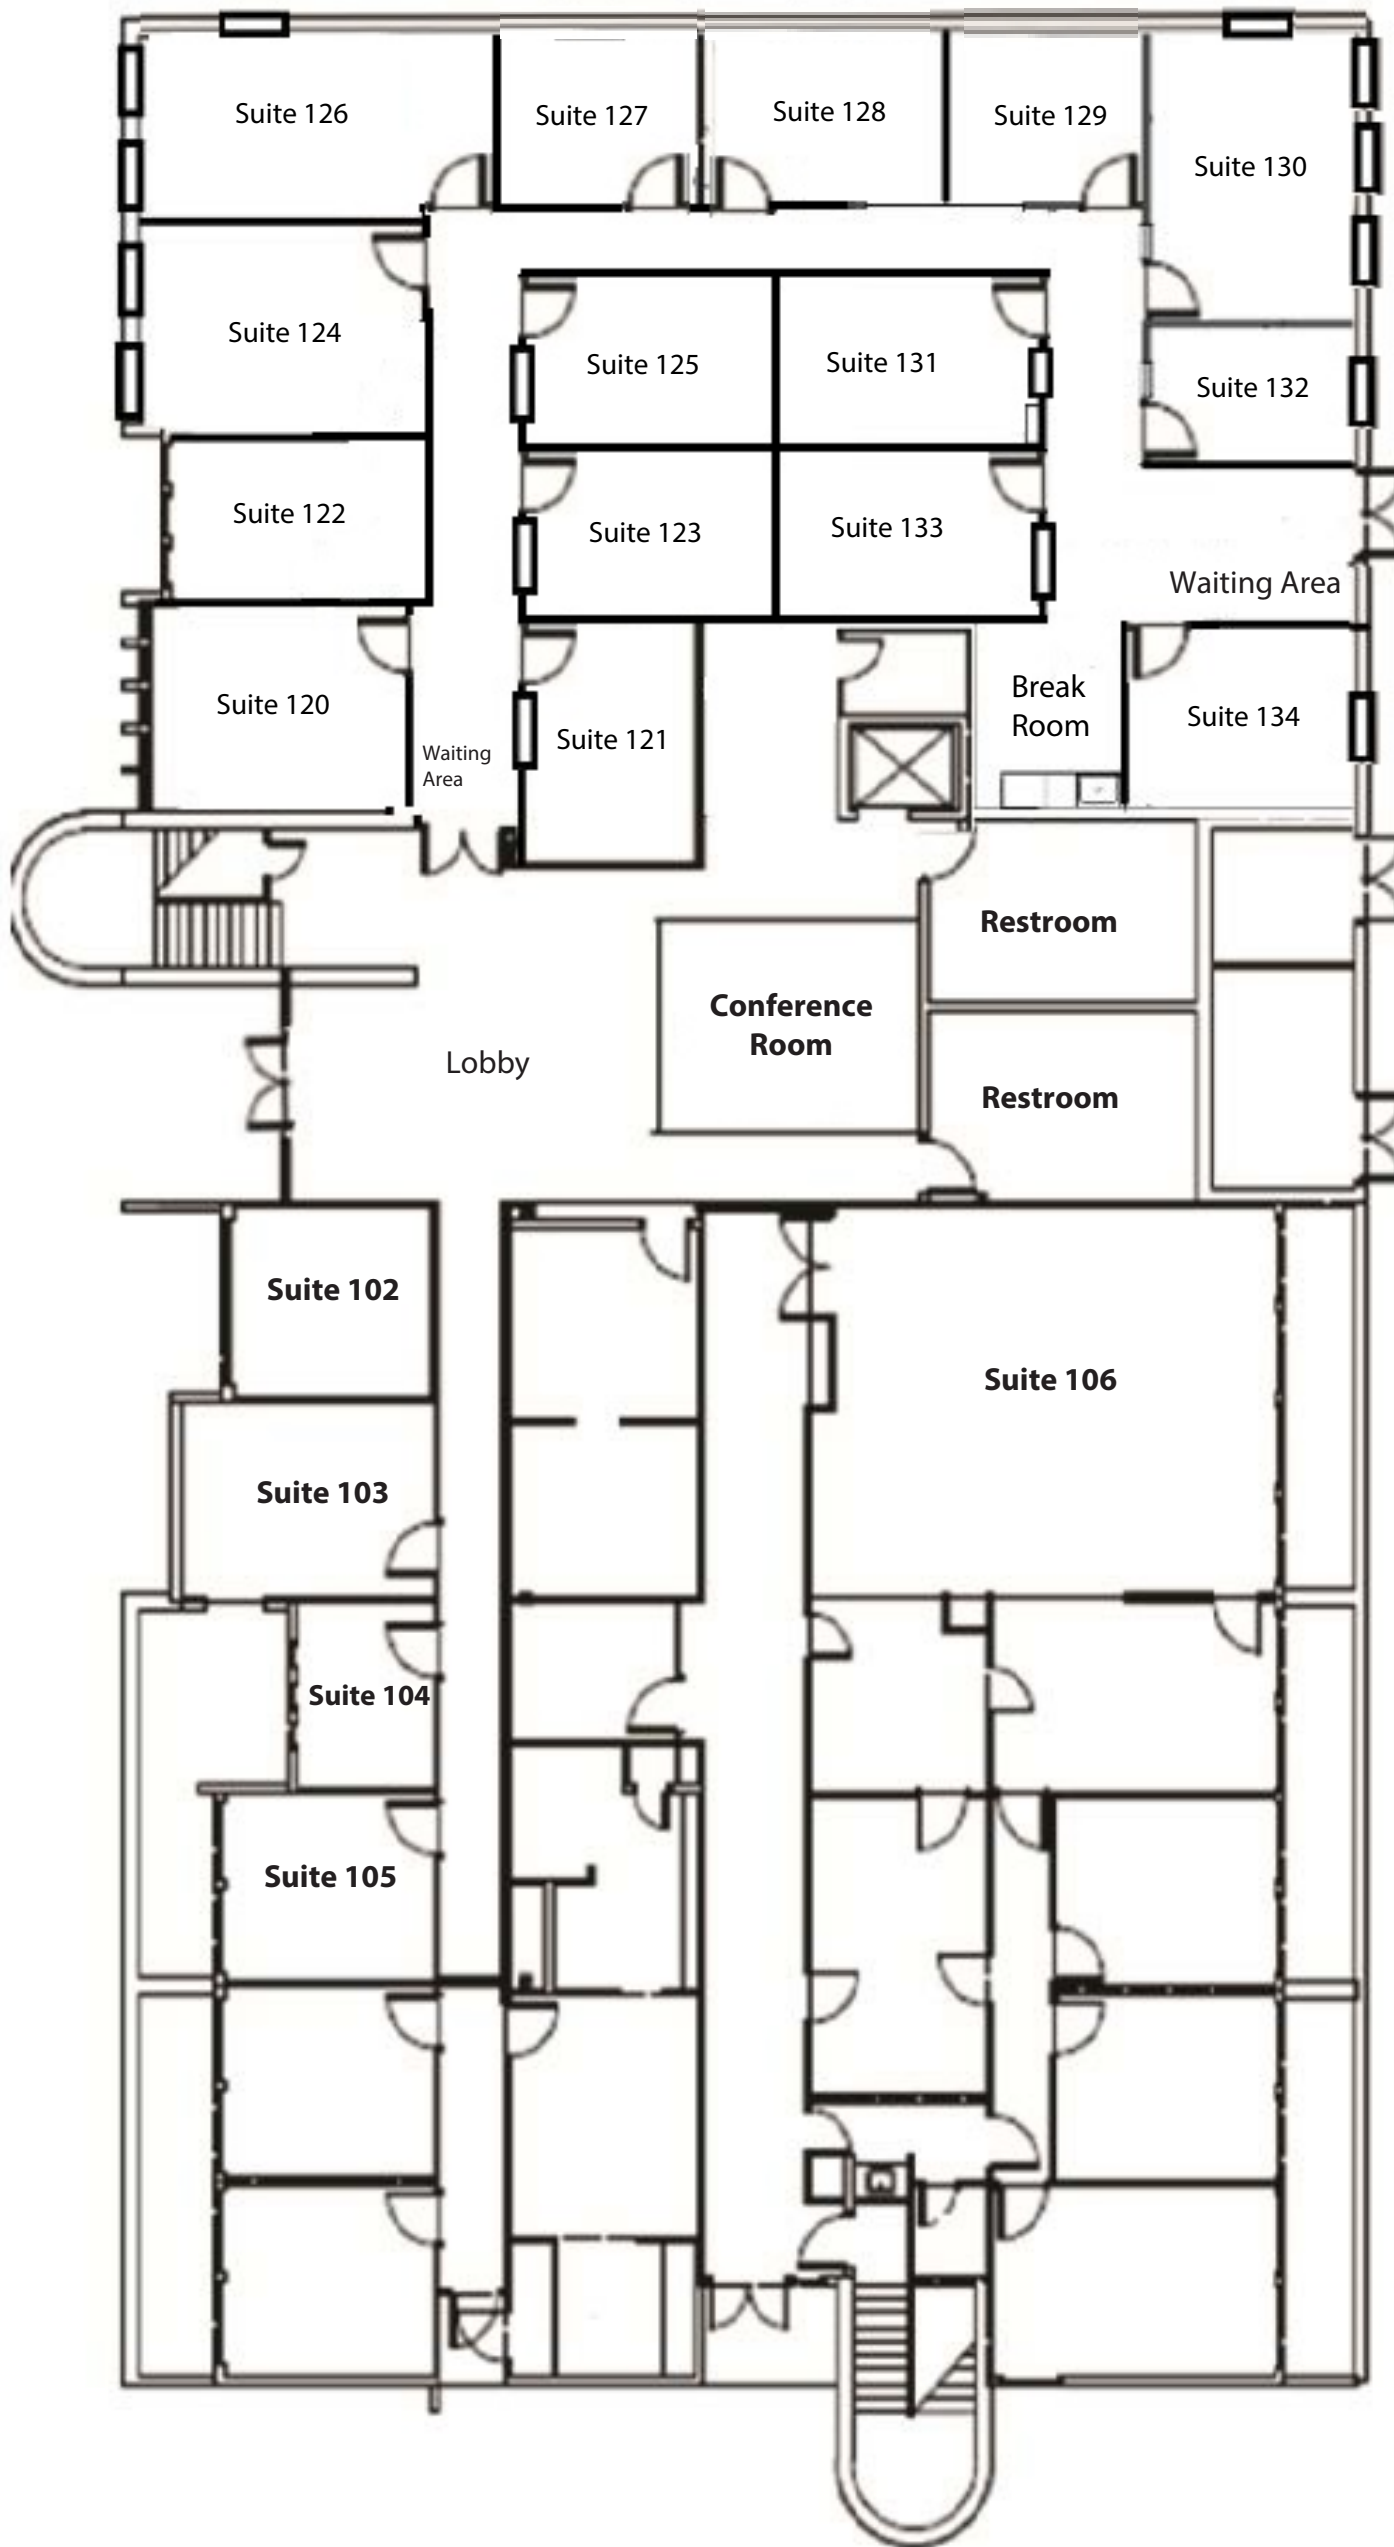 Suite 126
Suite 127
Suite 128
Suite 129
Suite 130
Suite 124
Suite 125
Suite 131
Suite 132
Suite 122
Suite 123
Suite 133
Waiting Area
Suite 120
Waiting
Area
Suite 121
Break
Room
Suite 134
Restroom
Conference
Room
Lobby
Restroom
Suite 102
Suite 106
Suite 103
Suite 104
Suite 105